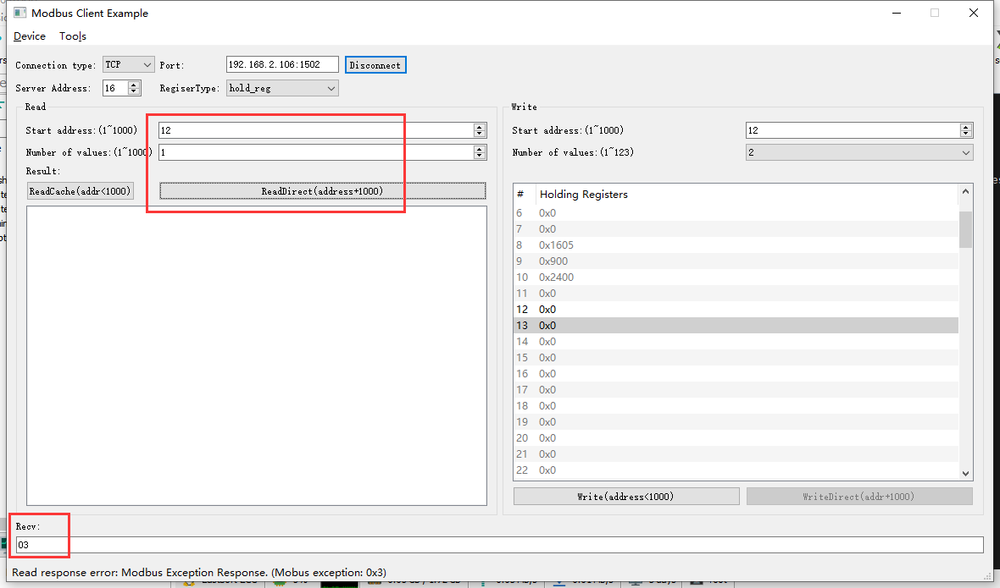 Modbus Client Example
Device Tools
Connection type: TCP Port: 192.168.2.106:1502 Disconnect
Server Address: 16 RegiserType: hold_reg
Read
Start address:(1~1000) 12
Number of values:(1~1000) 1
Result:
ReadCache(addr<1000) ReadDirect(address+1000)
Write
Start address:(1~1000) 12
Number of values:(1~123) 2
# Holding Registers
6 0x0
7 0x0
8 0x1605
9 0x900
10 0x2400
11 0x0
12 0x0
13 0x0
14 0x0
15 0x0
16 0x0
17 0x0
18 0x0
19 0x0
20 0x0
21 0x0
22 0x0
Write(address<1000) WriteDirect(addr+1000)
Recv:
03
Read response error: Modbus Exception Response. (Mobus exception: 0x3)